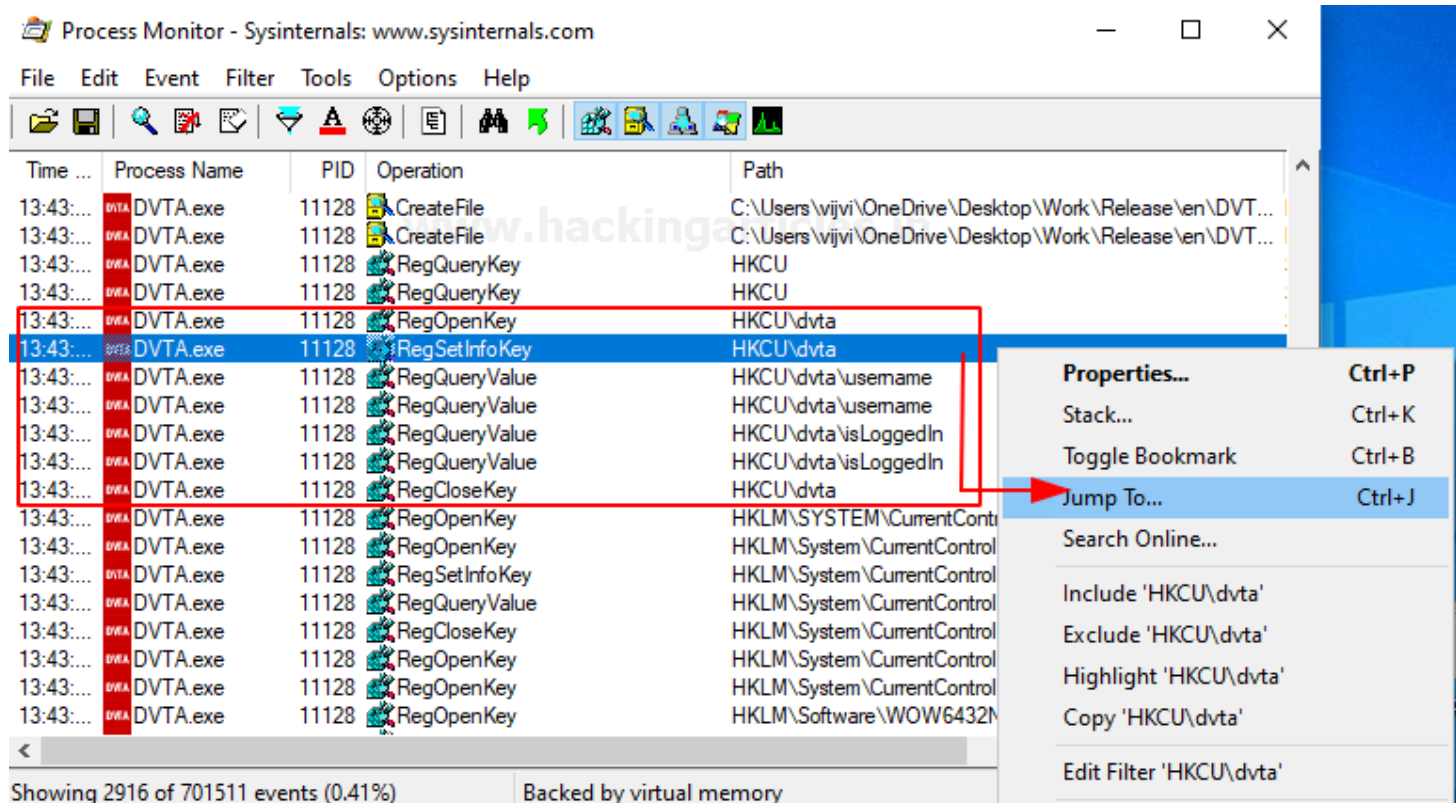 Process Monitor - Sysinternals: www.sysinternals.com
File Edit Event Filter Tools Options Help
Time ... Process Name PID Operation Path
13:43:... DVTA.exe 11128 CreateFile C:\Users\vijvi\OneDrive\Desktop\Work\Release\en\DVT...
13:43:... DVTA.exe 11128 CreateFile C:\Users\vijvi\OneDrive\Desktop\Work\Release\en\DVT...
13:43:... DVTA.exe 11128 RegQueryKey HKCU
13:43:... DVTA.exe 11128 RegQueryKey HKCU
13:43:... DVTA.exe 11128 RegOpenKey HKCU\dvta
13:43:... DVTA.exe 11128 RegSetInfoKey HKCU\dvta
13:43:... DVTA.exe 11128 RegQueryValue HKCU\dvta\username
13:43:... DVTA.exe 11128 RegQueryValue HKCU\dvta\username
13:43:... DVTA.exe 11128 RegQueryValue HKCU\dvta\isLoggedIn
13:43:... DVTA.exe 11128 RegQueryValue HKCU\dvta\isLoggedIn
13:43:... DVTA.exe 11128 RegCloseKey HKCU\dvta
13:43:... DVTA.exe 11128 RegOpenKey HKLM\SYSTEM\CurrentContr
13:43:... DVTA.exe 11128 RegOpenKey HKLM\System\CurrentControl
13:43:... DVTA.exe 11128 RegSetInfoKey HKLM\System\CurrentControl
13:43:... DVTA.exe 11128 RegQueryValue HKLM\System\CurrentControl
13:43:... DVTA.exe 11128 RegCloseKey HKLM\System\CurrentControl
13:43:... DVTA.exe 11128 RegOpenKey HKLM\System\CurrentControl
13:43:... DVTA.exe 11128 RegOpenKey HKLM\System\CurrentControl
13:43:... DVTA.exe 11128 RegOpenKey HKLM\Software\WOW6432N
Showing 2916 of 701511 events (0.41%) Backed by virtual memory
Properties... Ctrl+P
Stack... Ctrl+K
Toggle Bookmark Ctrl+B
Jump To... Ctrl+J
Search Online...
Include 'HKCU\dvta'
Exclude 'HKCU\dvta'
Highlight 'HKCU\dvta'
Copy 'HKCU\dvta'
Edit Filter 'HKCU\dvta'